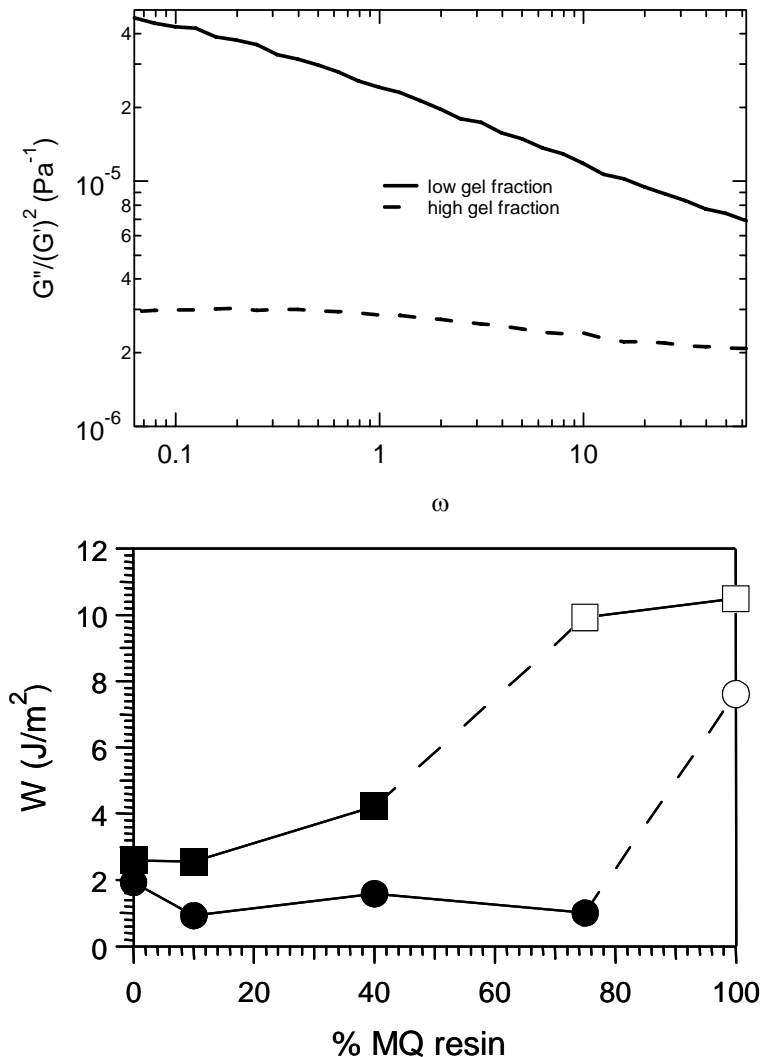 4
2
10⁻⁵
8
6
4
2
10⁻⁶
G''/(G')² (Pa⁻¹)
low gel fraction
high gel fraction
0.1 1 10
ω
12
10
8
6
4
2
0
W (J/m²)
0 20 40 60 80 100
% MQ resin